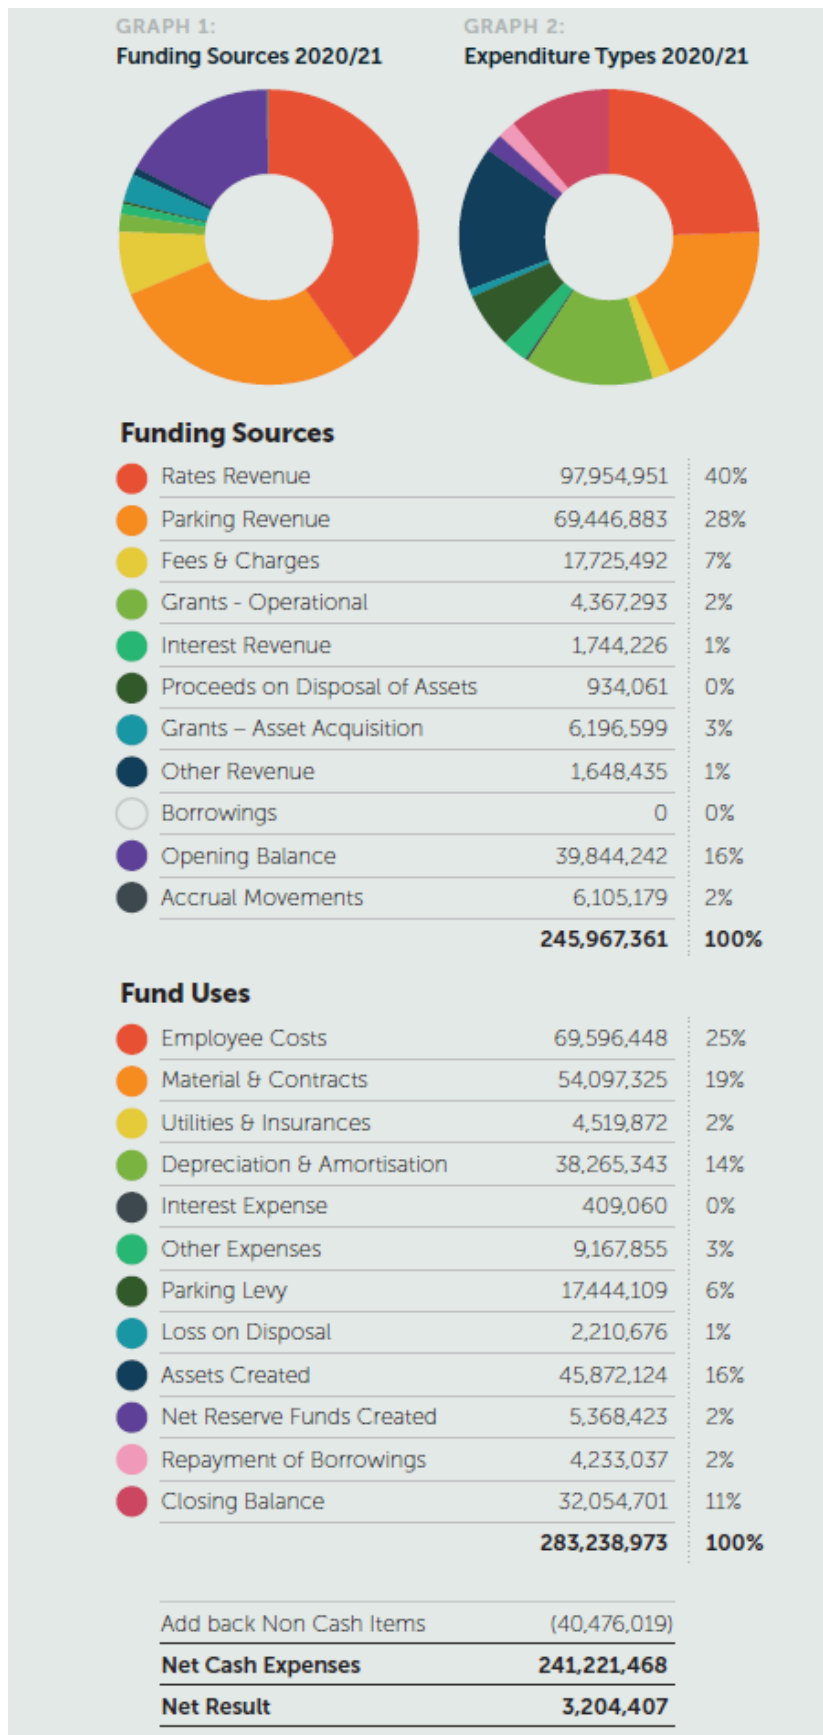 GRAPH 1:
Funding Sources 2020/21
GRAPH 2:
Expenditure Types 2020/21
Funding Sources
Rates Revenue 97,954,951 40%
Parking Revenue 69,446,883 28%
Fees & Charges 17,725,492 7%
Grants - Operational 4,367,293 2%
Interest Revenue 1,744,226 1%
Proceeds on Disposal of Assets 934,061 0%
Grants – Asset Acquisition 6,196,599 3%
Other Revenue 1,648,435 1%
Borrowings 0 0%
Opening Balance 39,844,242 16%
Accrual Movements 6,105,179 2%
245,967,361 100%
Fund Uses
Employee Costs 69,596,448 25%
Material & Contracts 54,097,325 19%
Utilities & Insurances 4,519,872 2%
Depreciation & Amortisation 38,265,343 14%
Interest Expense 409,060 0%
Other Expenses 9,167,855 3%
Parking Levy 17,444,109 6%
Loss on Disposal 2,210,676 1%
Assets Created 45,872,124 16%
Net Reserve Funds Created 5,368,423 2%
Repayment of Borrowings 4,233,037 2%
Closing Balance 32,054,701 11%
283,238,973 100%
Add back Non Cash Items (40,476,019)
Net Cash Expenses 241,221,468
Net Result 3,204,407